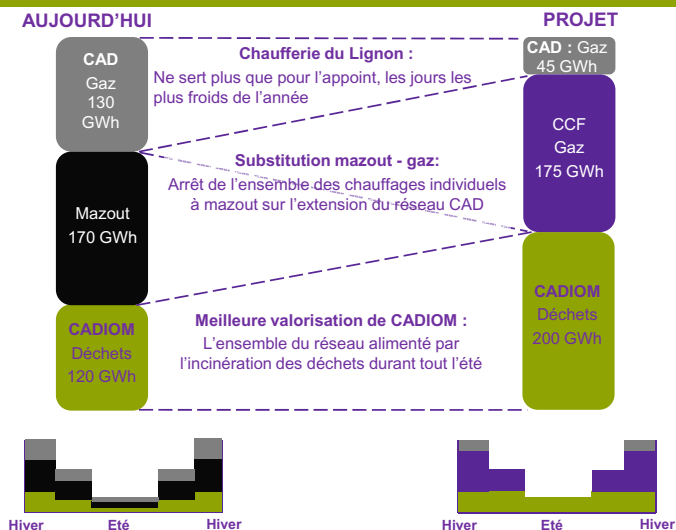 AUJOURD'HUI
PROJET
CAD
Gaz
130
GWh
Chaufferie du Lignon :
Ne sert plus que pour l'appoint, les jours les
plus froids de l'année
CAD : Gaz
45 GWh
CCF
Gaz
175 GWh
Substitution mazout - gaz:
Arrêt de l'ensemble des chauffages individuels
à mazout sur l'extension du réseau CAD
Mazout
170 GWh
CADIOM
Déchets
120 GWh
Meilleure valorisation de CADIOM :
L'ensemble du réseau alimenté par
l'incinération des déchets durant tout l'été
CADIOM
Déchets
200 GWh
Hiver Eté Hiver
Hiver Eté Hiver